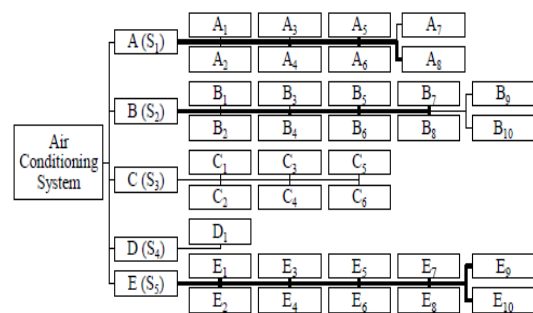 A₁ A₃ A₅ A₇
A (S₁)
A₂ A₄ A₆ A₈
B₁ B₃ B₅ B₇ B₉
B (S₂)
B₂ B₄ B₆ B₈ B₁₀
Air
Conditioning
System
C₁ C₃ C₅
C (S₃)
C₂ C₄ C₆
D₁
D (S₄)
E₁ E₃ E₅ E₇ E₉
E (S₅)
E₂ E₄ E₆ E₈ E₁₀